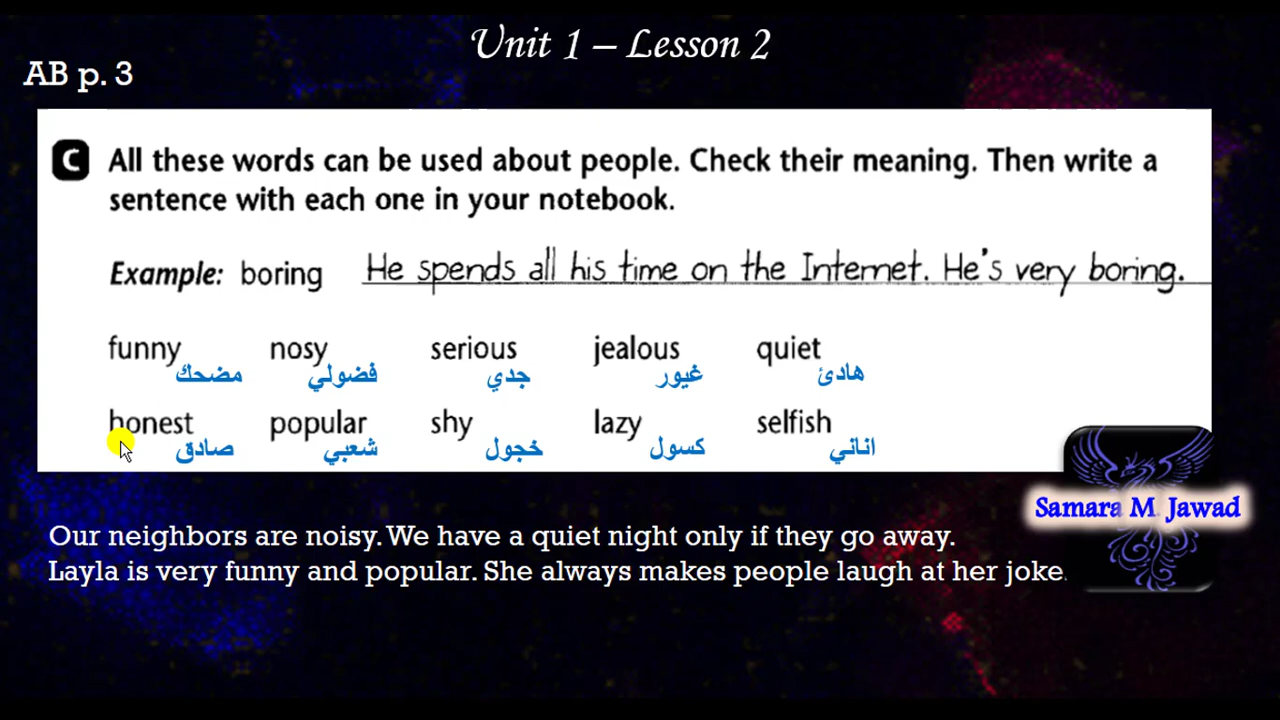 Unit 1 – Lesson 2
AB p. 3
C All these words can be used about people. Check their meaning. Then write a
sentence with each one in your notebook.
Example: boring He spends all his time on the Internet. He's very boring.
funny nosy serious jealous quiet
مضحك فضولي جدي غيور هادئ
honest popular shy lazy selfish
صادق شعبي خجول كسول اناني
Samara M. Jawad
Our neighbors are noisy. We have a quiet night only if they go away.
Layla is very funny and popular. She always makes people laugh at her joke.